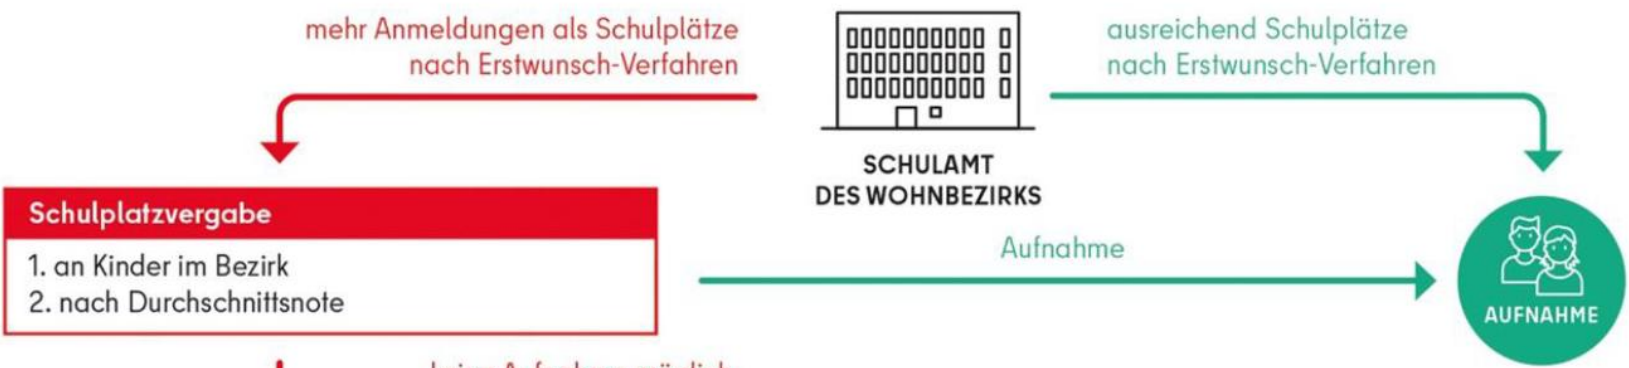 mehr Anmeldungen als Schulplätze
nach Erstwunsch-Verfahren
ausreichend Schulplätze
nach Erstwunsch-Verfahren
SCHULAMT
DES WOHNBEZIRKS
Schulplatzvergabe
1. an Kinder im Bezirk
2. nach Durchschnittsnote
Aufnahme
AUFNAHME